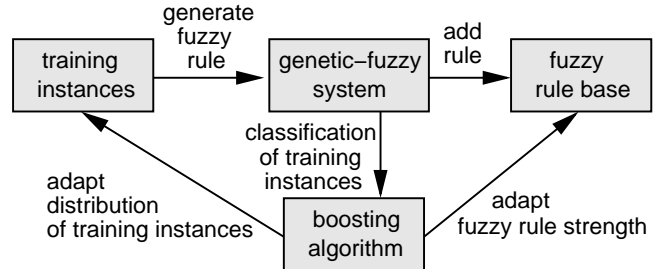 generate
fuzzy
rule
add
rule
training
instances
genetic–fuzzy
system
fuzzy
rule base
classification
of training
instances
adapt
distribution
of training instances
boosting
algorithm
adapt
fuzzy rule strength